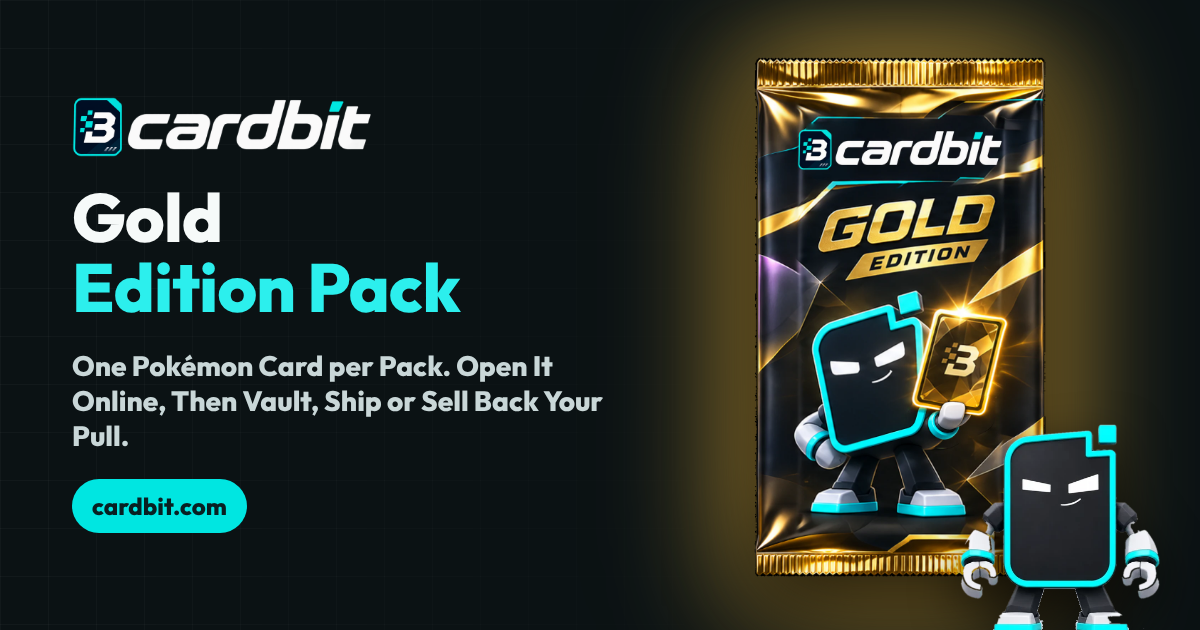 B cardbit
Gold
Edition Pack
One Pokémon Card per Pack. Open It
Online, Then Vault, Ship or Sell Back Your
Pull.
cardbit.com
B cardbit
GOLD
EDITION
B